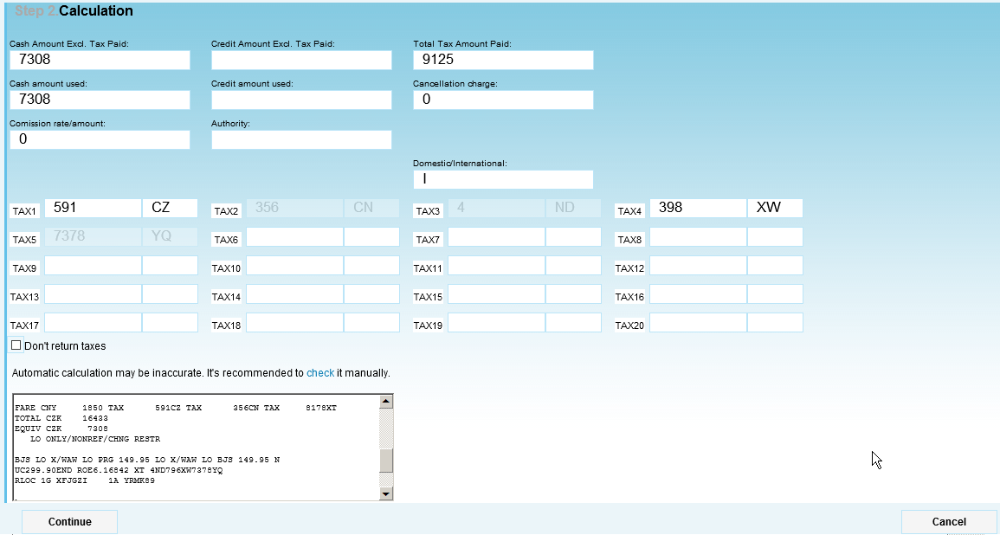 Step 2.Calculation
Cash Amount Excl. Tax Paid: Credit Amount Excl. Tax Paid: Total Tax Amount Paid:
7308 9125
Cash amount used: Credit amount used: Cancellation charge:
7308 0
Comission rate/amount: Authority:
0
Domestic/International:
I
TAX1 591 CZ TAX2 356 CN TAX3 4 ND TAX4 398 XW
TAX5 7378 YQ TAX6 TAX7 TAX8
TAX9 TAX10 TAX11 TAX12
TAX13 TAX14 TAX15 TAX16
TAX17 TAX18 TAX19 TAX20
Don't return taxes
Automatic calculation may be inaccurate. It's recommended to check it manually.
FARE CNY 1850 TAX 591CZ TAX 356CN TAX 8178XT
TOTAL CZK 16433
EQUIV CZK 7308
LO ONLY/NONREF/CHNG RESTR
BJS LO X/WAW LO PRG 149.95 LO X/WAW LO BJS 149.95 N
UC299.90END ROE6.16842 XT 4ND796XW7378YQ
RLOC 1G XFJGZI 1A YRMK89
Continue Cancel